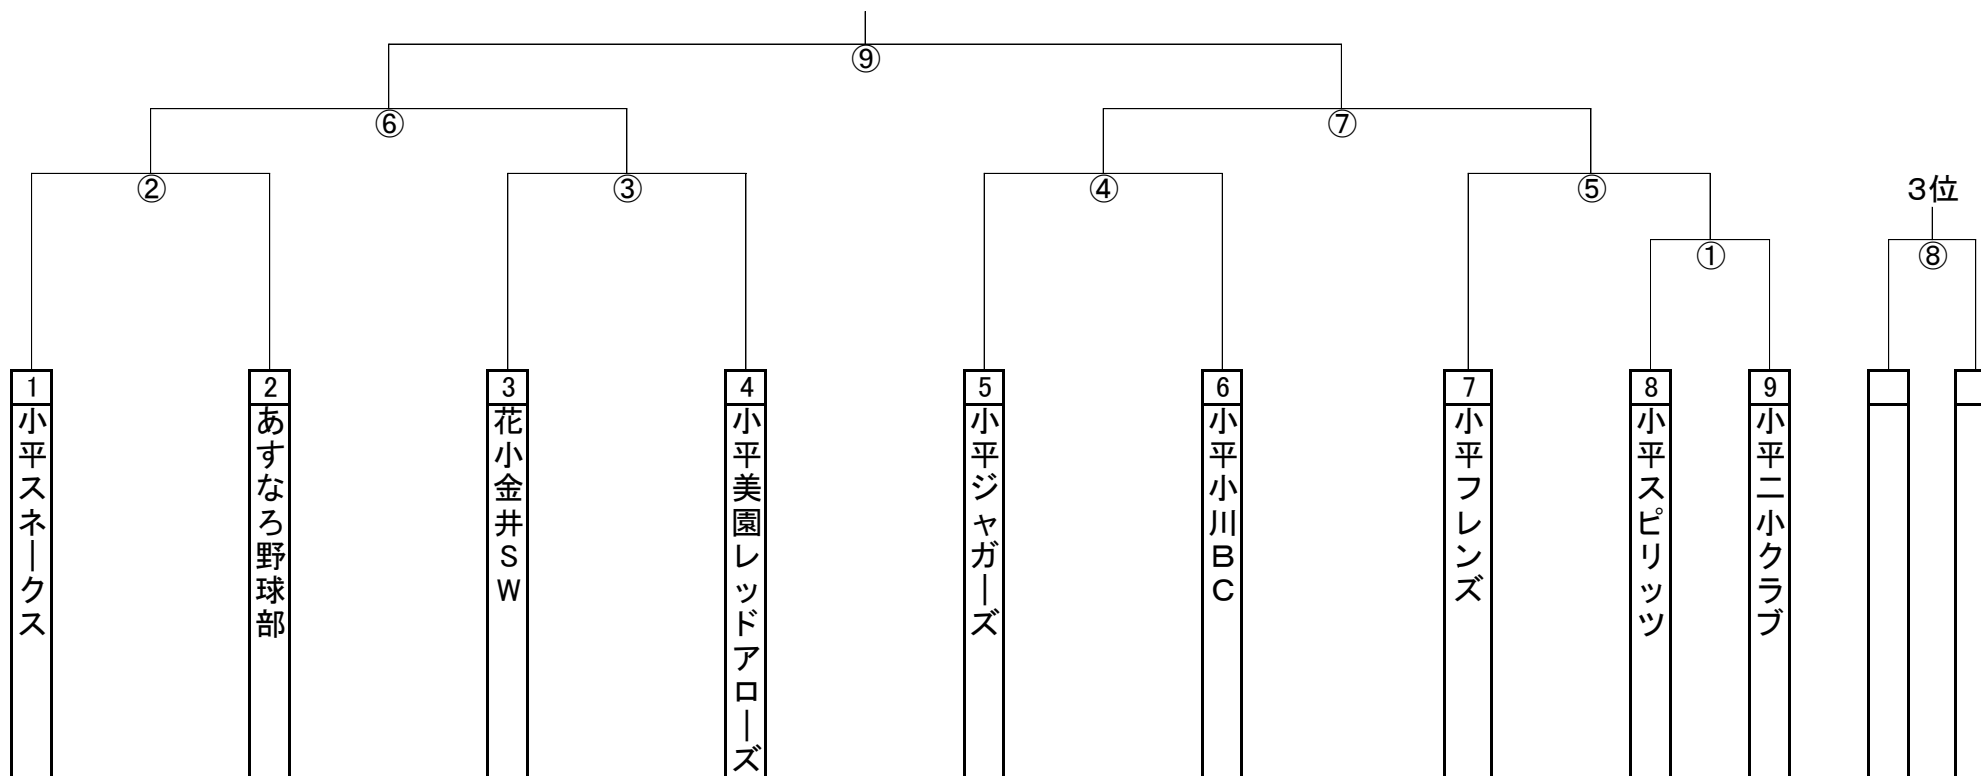 ⑨
⑥
⑦
②
③
④
⑤
3位
①
⑧
1
小平スネークス
2
あすなろ野球部
3
花小金井SW
4
小平美園レッドアローズ
5
小平ジャガーズ
6
小平小川BC
7
小平フレンズ
8
小平スピリッツ
9
小平二小クラブ